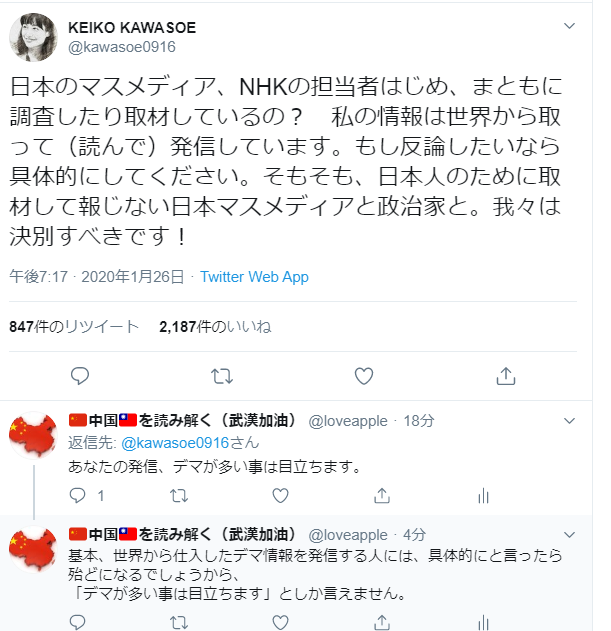 KEIKO KAWASOE
@kawasoe0916
日本のマスメディア、NHKの担当者はじめ、まともに
調査したり取材しているの？　私の情報は世界から取
って（読んで）発信しています。もし反論したいなら
具体的にしてください。そもそも、日本人のために取
材して報じない日本マスメディアと政治家と。我々は
決別すべきです！
午後7:17 · 2020年1月26日 · Twitter Web App
847件のリツイート 2,187件のいいね
🇨🇳中国🇹🇼を読み解く（武漢加油） @loveapple · 18分
返信先: @kawasoe0916さん
あなたの発信、デマが多い事は目立ちます。
1
🇨🇳中国🇹🇼を読み解く（武漢加油） @loveapple · 4分
基本、世界から仕入したデマ情報を発信する人には、具体的にと言ったら
殆どになるでしょうから、
「デマが多い事は目立ちます」としか言えません。